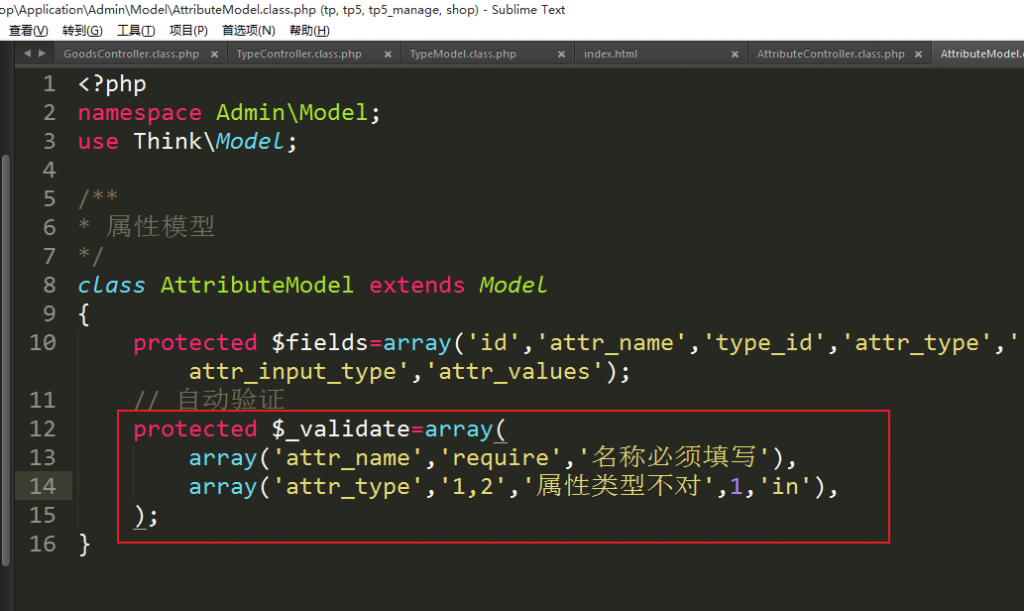 op\Application\Admin\Model\AttributeModel.class.php (tp, tp5, tp5_manage, shop) - Sublime Text
查看(V) 转到(G) 工具(T) 项目(P) 首选项(N) 帮助(H)
GoodsController.class.php × TypeController.class.php × TypeModel.class.php × index.html × AttributeController.class.php × AttributeModel.c
1 <?php
2 namespace Admin\Model;
3 use Think\Model;
4
5 /**
6 * 属性模型
7 */
8 class AttributeModel extends Model
9 {
10 protected $fields=array('id','attr_name','type_id','attr_type','
attr_input_type','attr_values');
11 // 自动验证
12 protected $_validate=array(
13 array('attr_name','require','名称必须填写'),
14 array('attr_type','1,2','属性类型不对',1,'in'),
15 );
16 }